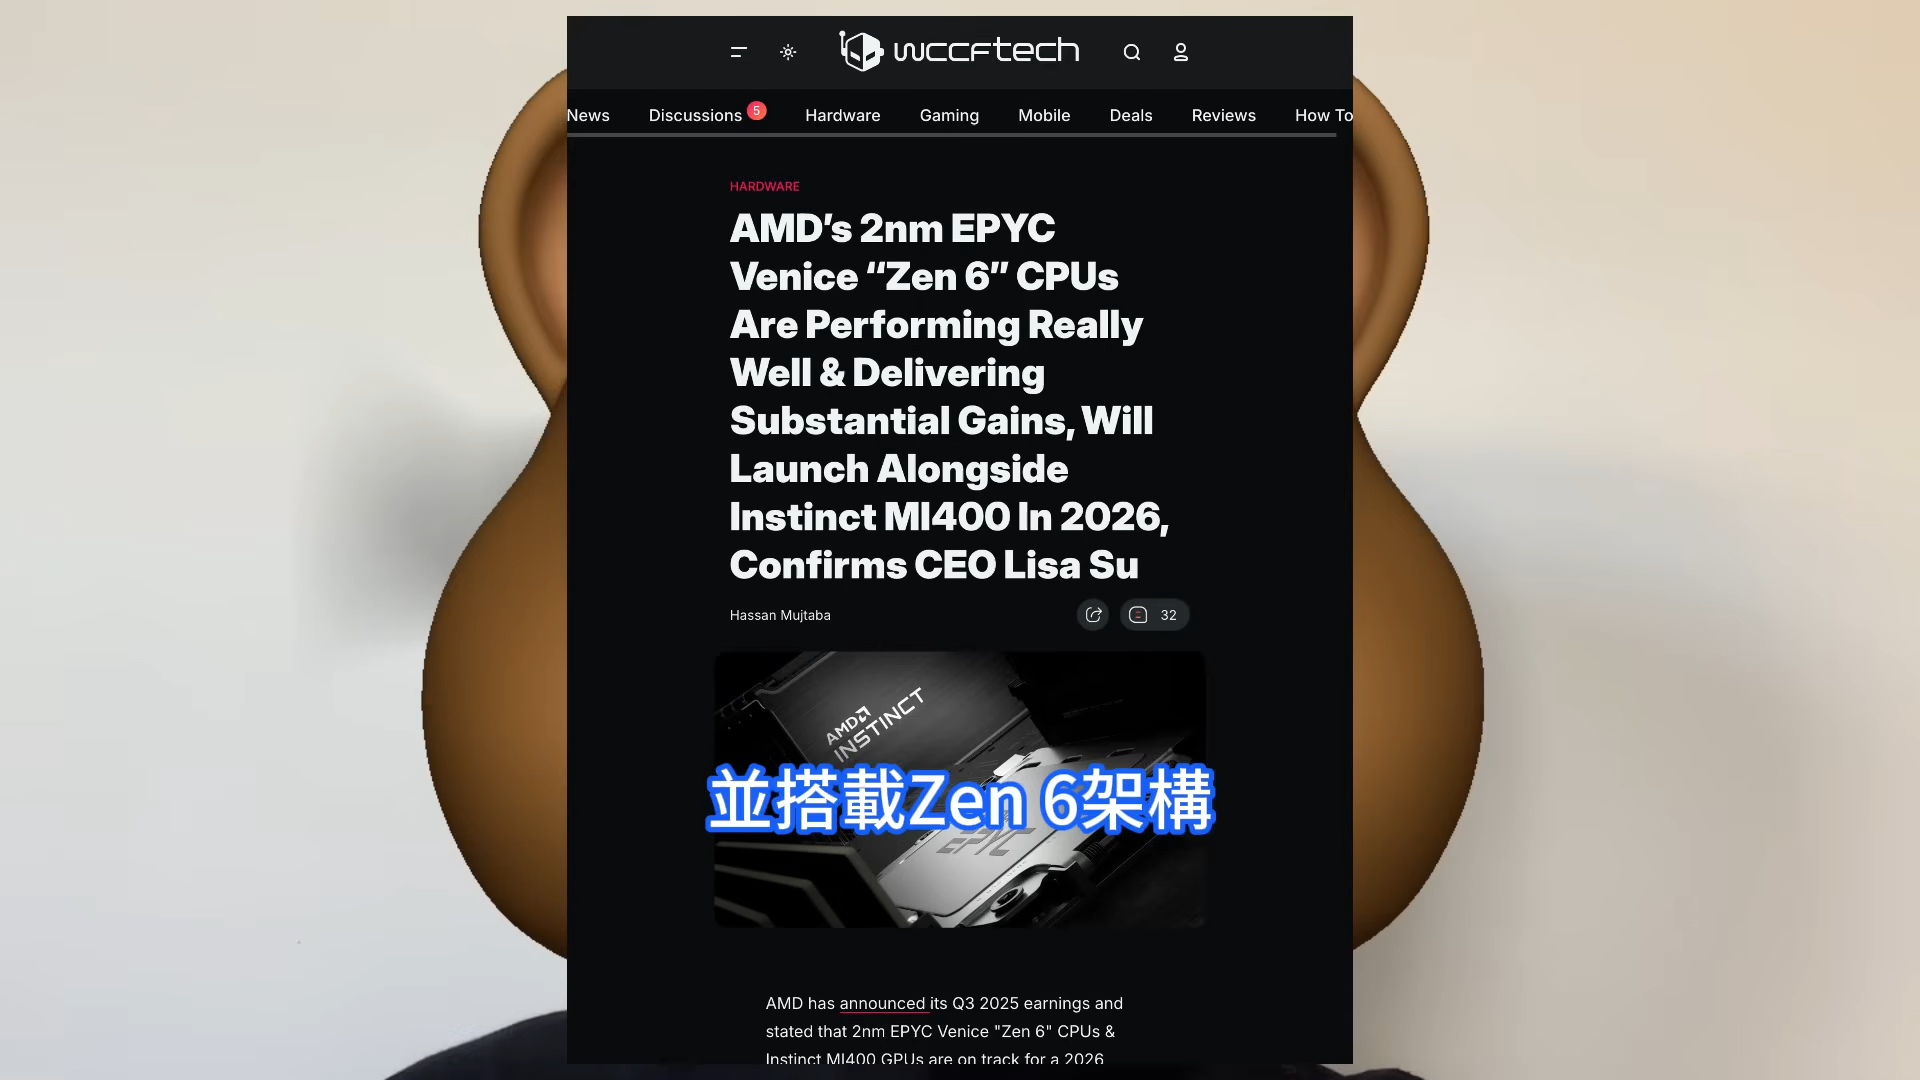 wccftech
News Discussions 5 Hardware Gaming Mobile Deals Reviews How To
HARDWARE
AMD’s 2nm EPYC
Venice “Zen 6” CPUs
Are Performing Really
Well & Delivering
Substantial Gains, Will
Launch Alongside
Instinct MI400 In 2026,
Confirms CEO Lisa Su
Hassan Mujtaba
32
AMD
INSTINCT
並搭載Zen 6架構
EPYC
AMD has announced its Q3 2025 earnings and
stated that 2nm EPYC Venice "Zen 6" CPUs &
Instinct MI400 GPUs are on track for a 2026